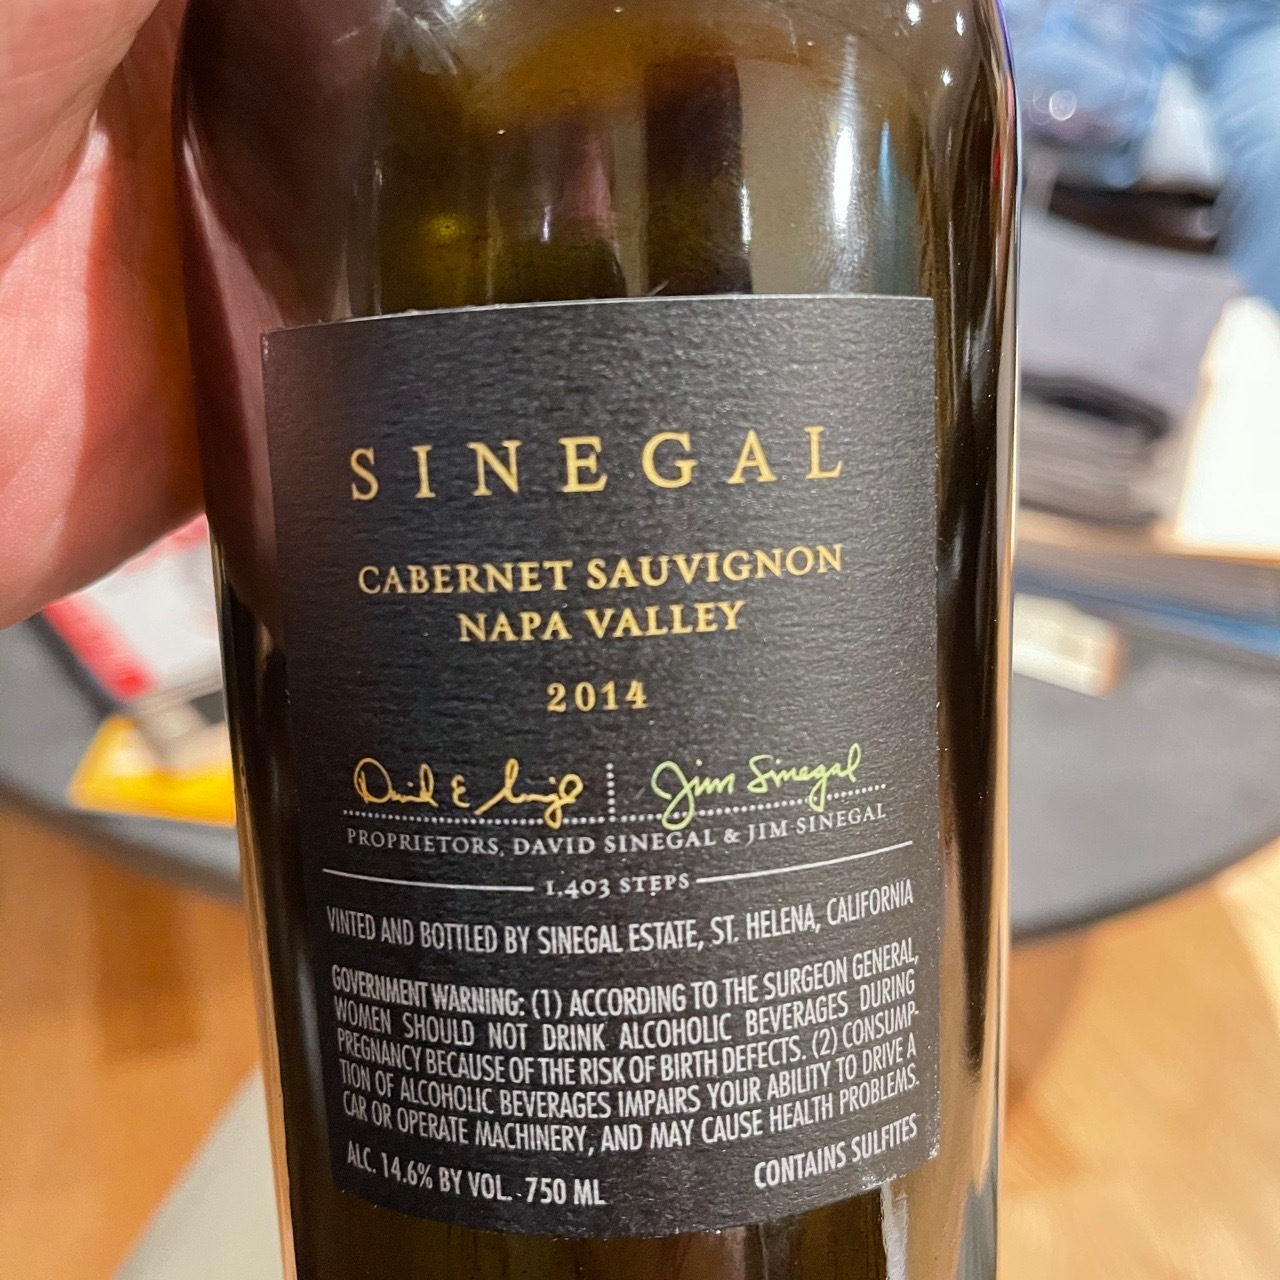 SINEGAL
CABERNET SAUVIGNON
NAPA VALLEY
2014
David E Sinegal Jim Sinegal
PROPRIETORS, DAVID SINEGAL & JIM SINEGAL
1,403 STEPS
VINTED AND BOTTLED BY SINEGAL ESTATE, ST. HELENA, CALIFORNIA
GOVERNMENT WARNING: (1) ACCORDING TO THE SURGEON GENERAL,
WOMEN SHOULD NOT DRINK ALCOHOLIC BEVERAGES DURING
PREGNANCY BECAUSE OF THE RISK OF BIRTH DEFECTS. (2) CONSUMP-
TION OF ALCOHOLIC BEVERAGES IMPAIRS YOUR ABILITY TO DRIVE A
CAR OR OPERATE MACHINERY, AND MAY CAUSE HEALTH PROBLEMS.
ALC. 14.6% BY VOL. 750 ML CONTAINS SULFITES